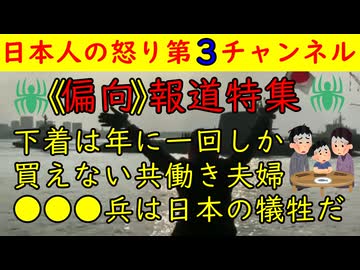 日本人の怒り第3チャンネル
《偏向》報道特集
下着は年に一回しか
買えない共働き夫婦
●●●兵は日本の犠牲だ